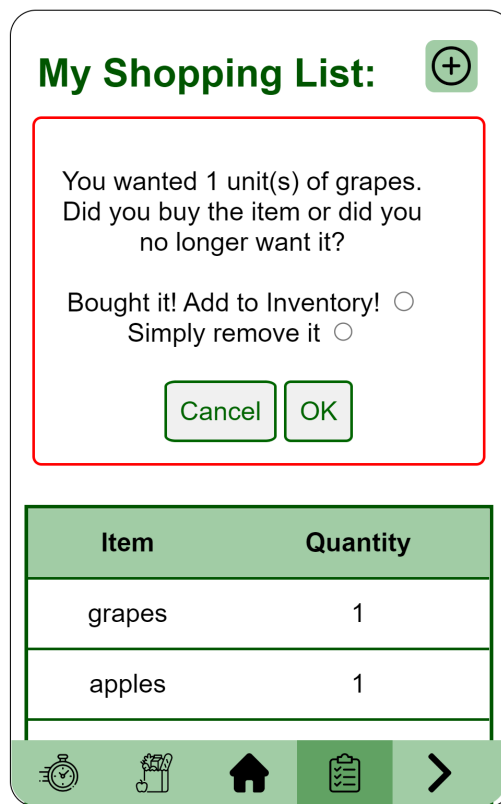 My Shopping List:
You wanted 1 unit(s) of grapes.
Did you buy the item or did you
no longer want it?
Bought it! Add to Inventory!
Simply remove it
Cancel OK
Item Quantity
grapes 1
apples 1